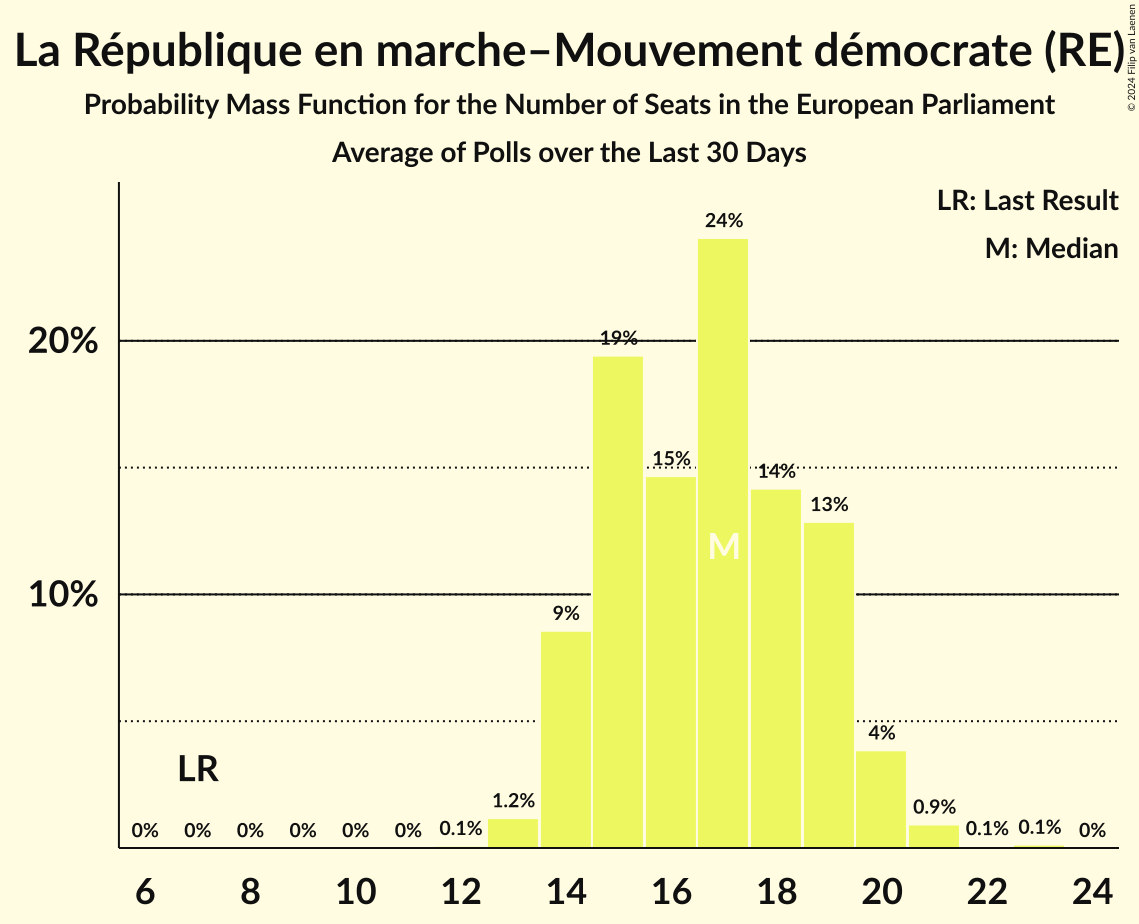 La République en marche–Mouvement démocrate (RE)
© 2024 Filip van Laenen
Probability Mass Function for the Number of Seats in the European Parliament
Average of Polls over the Last 30 Days
LR: Last Result
M: Median
24%
20%
19%
15%
14%
13%
M
10%
9%
4%
LR
1.2%
0.9%
0% 0% 0% 0% 0% 0% 0.1% 0.1% 0.1% 0%
6 8 10 12 14 16 18 20 22 24